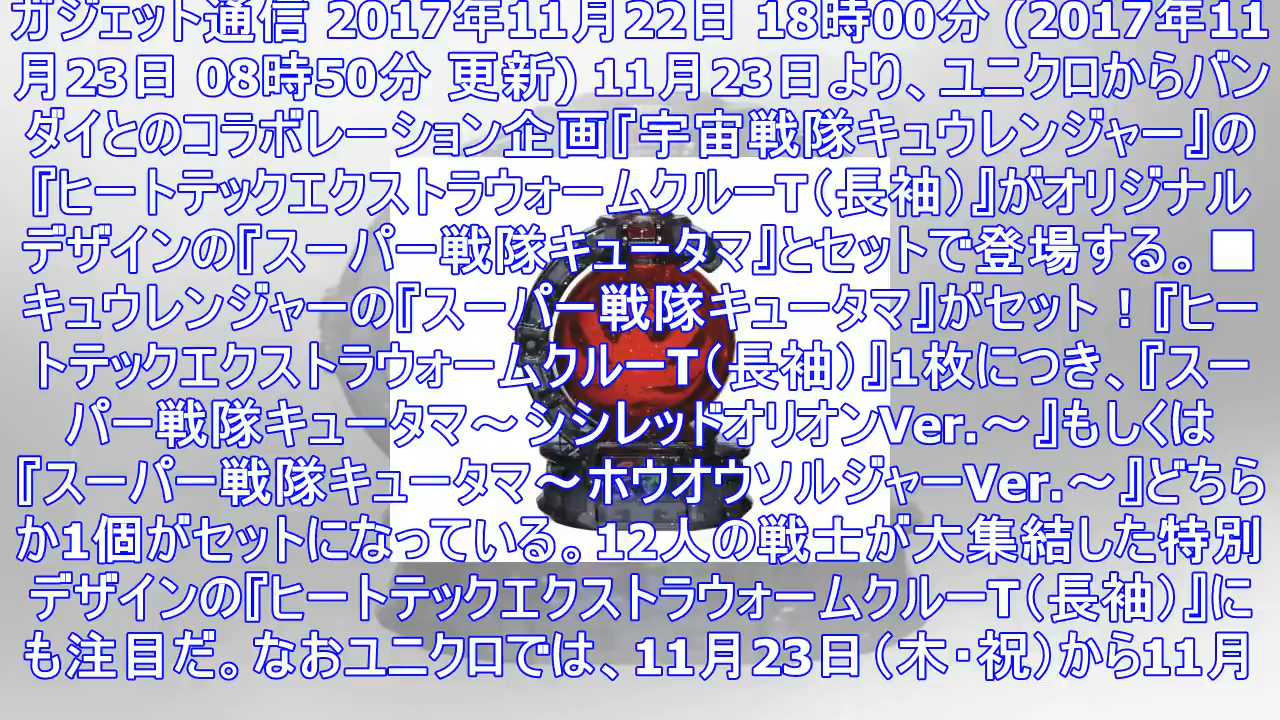 ガジェット通信 2017年11月22日 18時00分 (2017年11
月23日 08時50分 更新) 11月23日より、ユニクロからバン
ダイとのコラボレーション企画『宇宙戦隊キュウレンジャー』の
『ヒートテックエクストラウォームクルーT（長袖）』がオリジナル
デザインの『スーパー戦隊キュータマ』とセットで登場する。■
キュウレンジャーの『スーパー戦隊キュータマ』がセット！『ヒー
トテックエクストラウォームクルーT（長袖）』1枚につき、『スー
パー戦隊キュータマ～シシレッドオリオンVer.～』もしくは
『スーパー戦隊キュータマ～ホウオウソルジャーVer.～』どちら
か1個がセットになっている。12人の戦士が大集結した特別
デザインの『ヒートテックエクストラウォームクルーT（長袖）』に
も注目だ。なおユニクロでは、11月23日（木・祝）から11月